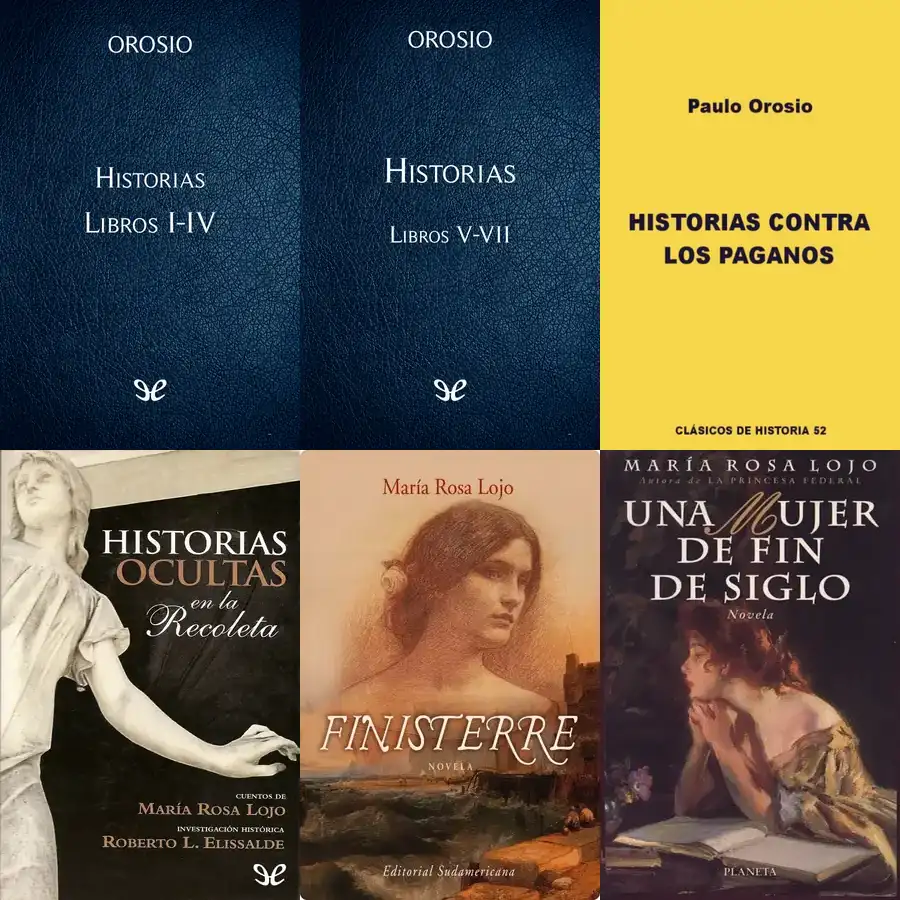 OROSIO
HISTORIAS
LIBROS I-IV
OROSIO
HISTORIAS
LIBROS V-VII
Paulo Orosio
HISTORIAS CONTRA
LOS PAGANOS
CLÁSICOS DE HISTORIA 52
HISTORIAS
OCULTAS
en la
Recoleta
CUENTOS DE
MARÍA ROSA LOJO
INVESTIGACIÓN HISTÓRICA
ROBERTO L. ELISSALDE
María Rosa Lojo
FINISTERRE
NOVELA
Editorial Sudamericana
MARÍA ROSA LOJO
Autora de LA PRINCESA FEDERAL
UNA MUJER
DE FIN
DE SIGLO
Novela
PLANETA